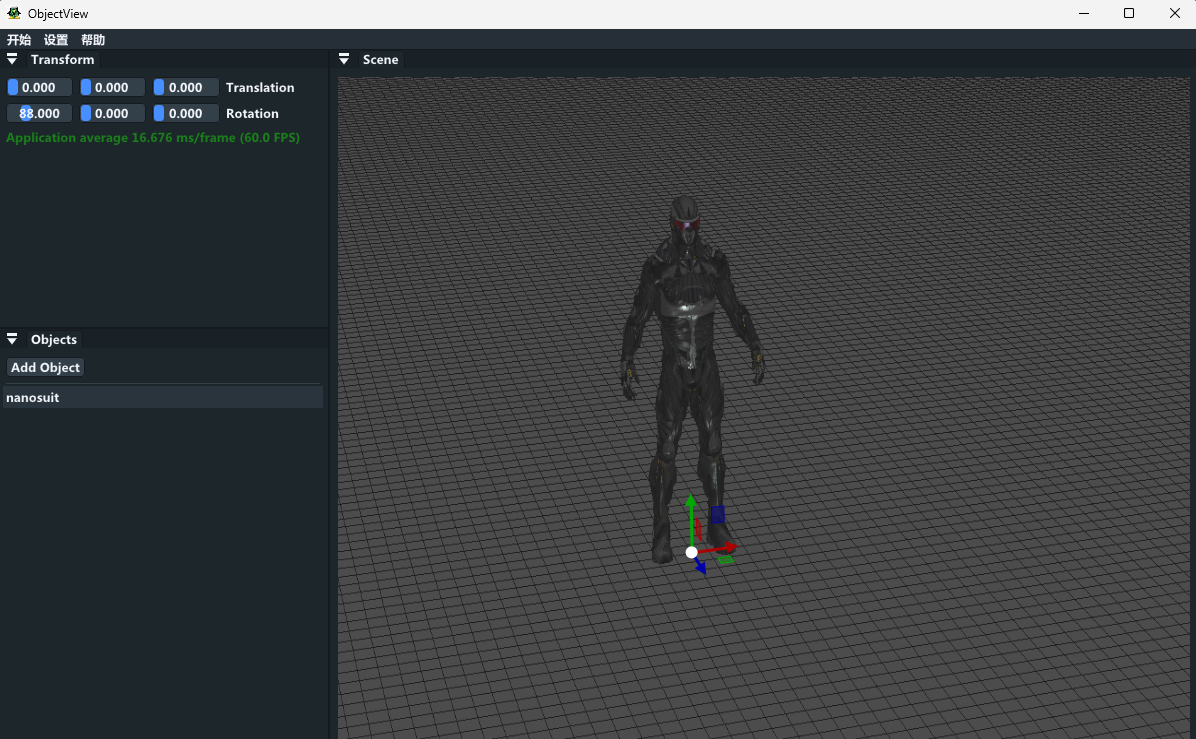 ObjectView
开始 设置 帮助
Transform
0.000 0.000 0.000 Translation
88.000 0.000 0.000 Rotation
Application average 16.676 ms/frame (60.0 FPS)
Objects
Add Object
nanosuit
Scene